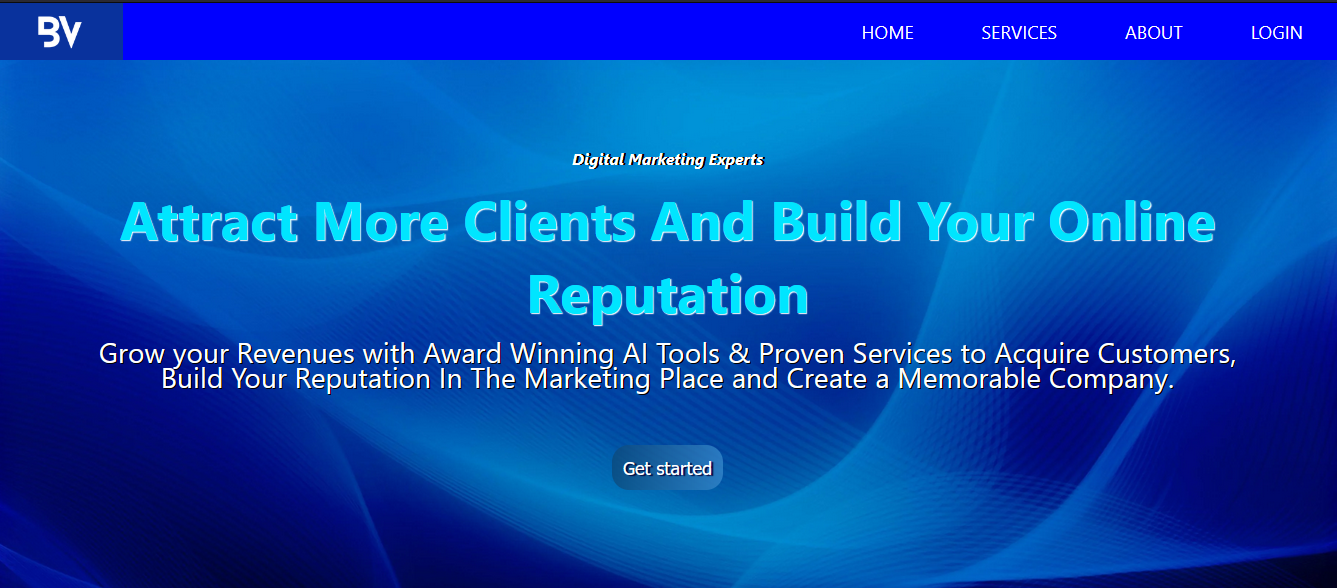 BV
HOME SERVICES ABOUT LOGIN
Digital Marketing Experts
Attract More Clients And Build Your Online
Reputation
Grow your Revenues with Award Winning AI Tools & Proven Services to Acquire Customers,
Build Your Reputation In The Marketing Place and Create a Memorable Company.
Get started